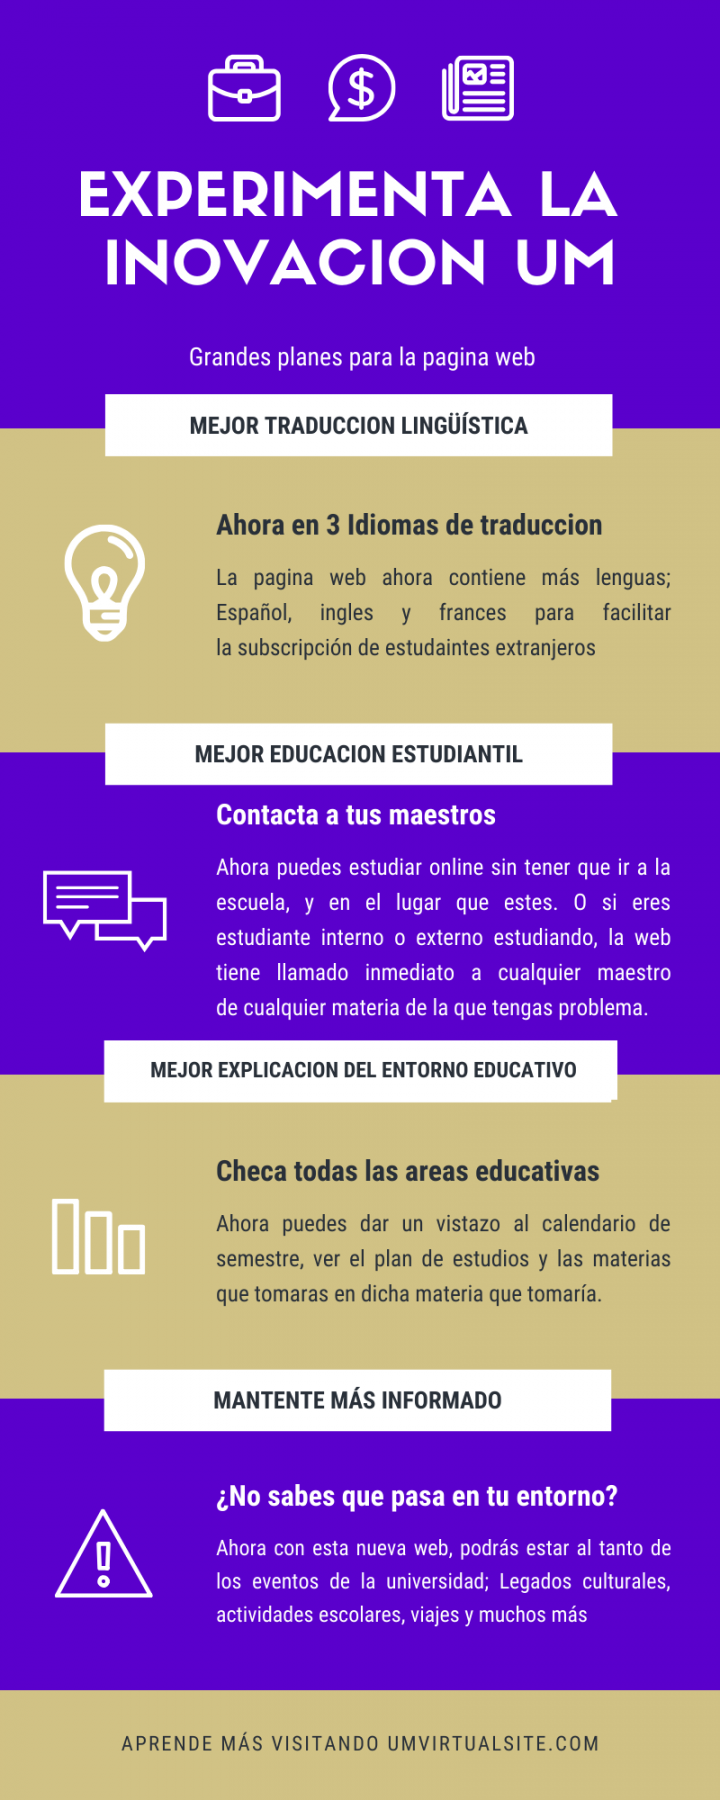 EXPERIMENTA LA
INOVACION UM
Grandes planes para la pagina web
MEJOR TRADUCCION LINGÜÍSTICA
Ahora en 3 Idiomas de traduccion
La pagina web ahora contiene más lenguas;
Español, ingles y frances para facilitar
la subscripción de estudaintes extranjeros
MEJOR EDUCACION ESTUDIANTIL
Contacta a tus maestros
Ahora puedes estudiar online sin tener que ir a la
escuela, y en el lugar que estes. O si eres
estudiante interno o externo estudiando, la web
tiene llamado inmediato a cualquier maestro
de cualquier materia de la que tengas problema.
MEJOR EXPLICACION DEL ENTORNO EDUCATIVO
Checa todas las areas educativas
Ahora puedes dar un vistazo al calendario de
semestre, ver el plan de estudios y las materias
que tomaras en dicha materia que tomaría.
MANTENTE MÁS INFORMADO
¿No sabes que pasa en tu entorno?
Ahora con esta nueva web, podrás estar al tanto de
los eventos de la universidad; Legados culturales,
actividades escolares, viajes y muchos más
APRENDE MÁS VISITANDO UMVIRTUALSITE.COM